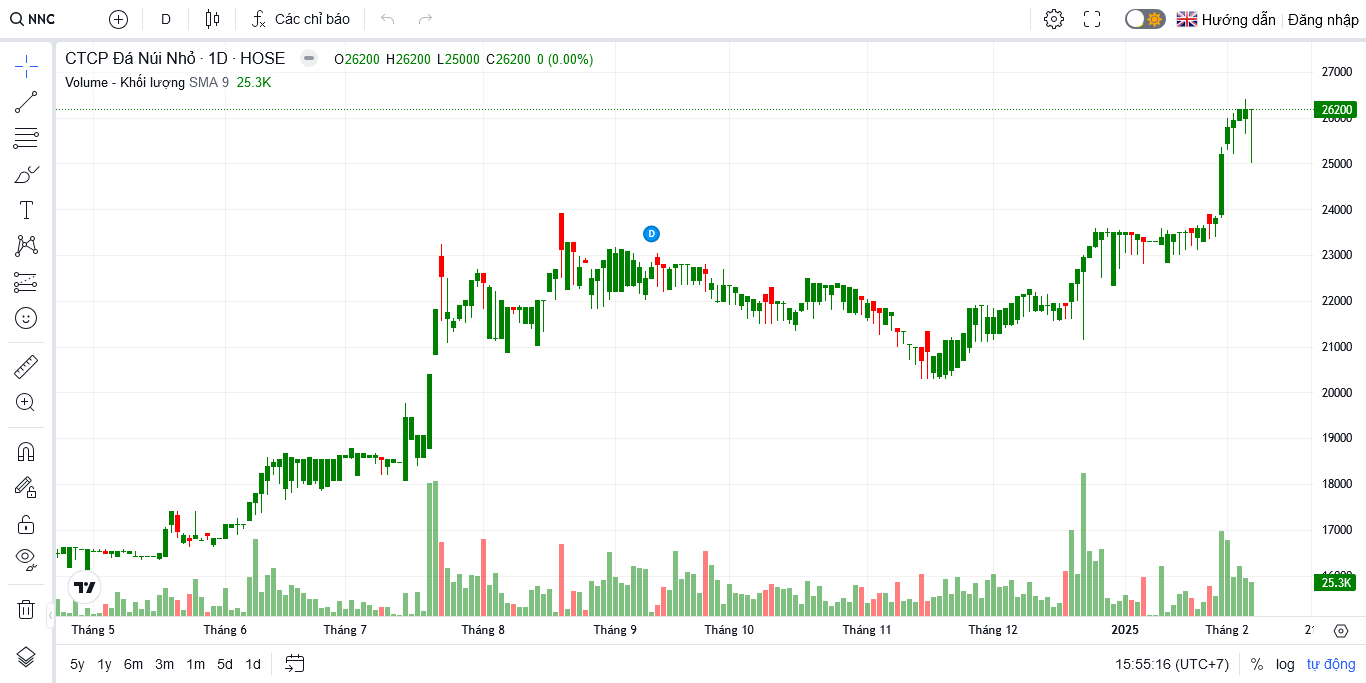 NNC D Các chỉ báo Hướng dẫn Đăng nhập
CTCP Đá Núi Nhỏ · 1D · HOSE O26200 H26200 L25000 C26200 0 (0.00%)
Volume - Khối lượng SMA 9 25.3K
27000
26200
26000
25000
24000
23000
22000
21000
20000
19000
18000
17000
16000
25.3K
D
Tháng 5 Tháng 6 Tháng 7 Tháng 8 Tháng 9 Tháng 10 Tháng 11 Tháng 12 2025 Tháng 2
5y 1y 6m 3m 1m 5d 1d 15:55:16 (UTC+7) % log tự động